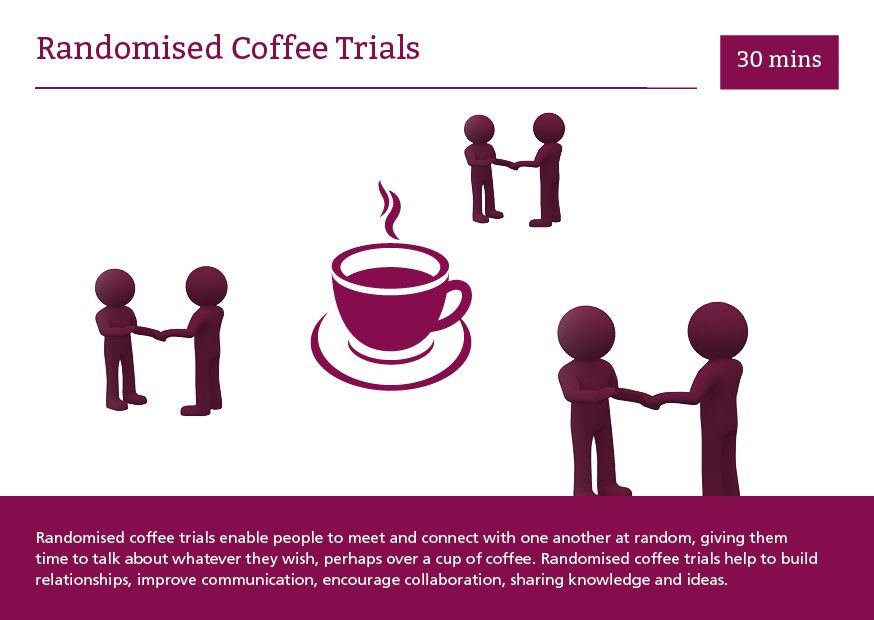 Randomised Coffee Trials
30 mins
Randomised coffee trials enable people to meet and connect with one another at random, giving them
time to talk about whatever they wish, perhaps over a cup of coffee. Randomised coffee trials help to build
relationships, improve communication, encourage collaboration, sharing knowledge and ideas.